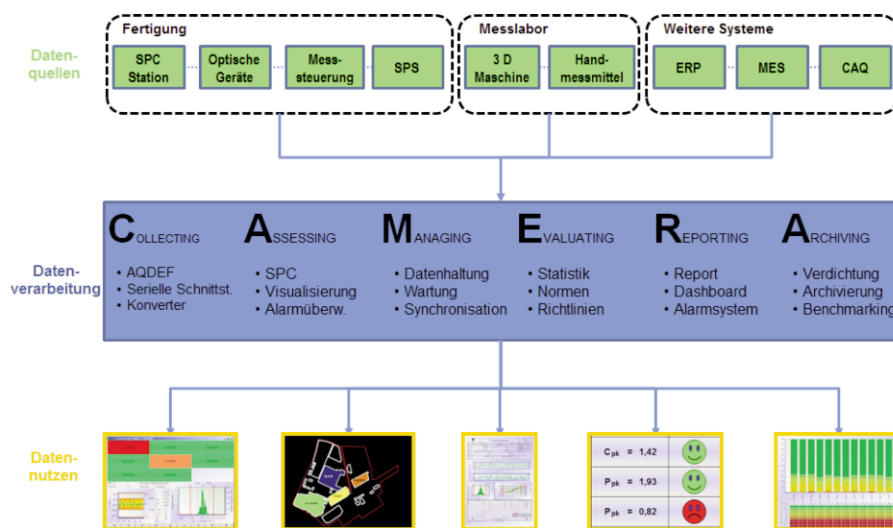 Fertigung
Messlabor
Weitere Systeme
Daten-
quellen
SPC
Station
Optische
Geräte
Mess-
steuerung
SPS
3 D
Maschine
Hand-
messmittel
ERP
MES
CAQ
Daten-
verarbeitung
COLLECTING
• AQDEF
• Serielle Schnittst.
• Konverter
ASSESSING
• SPC
• Visualisierung
• Alarmüberw.
MANAGING
• Datenhaltung
• Wartung
• Synchronisation
EVALUATING
• Statistik
• Normen
• Richtlinien
REPORTING
• Report
• Dashboard
• Alarmsystem
ARCHIVING
• Verdichtung
• Archivierung
• Benchmarking
Daten-
nutzen
Cpk = 1,42
Ppk = 1,93
Ppk = 0,82